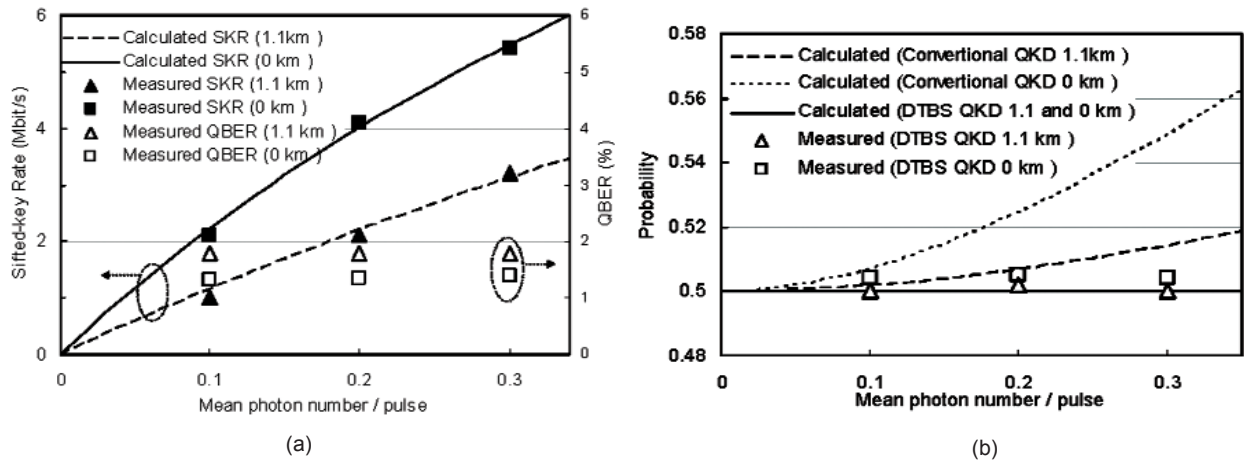 6
4
2
0
Sifted-key Rate (Mbit/s)
Calculated SKR (1.1km )
Calculated SKR (0 km )
Measured SKR (1.1 km )
Measured SKR (0 km )
Measured QBER (1.1 km )
Measured QBER (0 km )
6
5
4
3
2
1
0
QBER (%)
0 0.1 0.2 0.3
Mean photon number / pulse
(a)
0.58
0.56
0.54
0.52
0.5
0.48
Probability
Calculated (Convertional QKD 1.1km)
Calculated (Conventional QKD 0 km)
Calculated (DTBS QKD 1.1 and 0 km)
Measured (DTBS QKD 1.1 km)
Measured (DTBS QKD 0 km)
0 0.1 0.2 0.3
Mean photon number / pulse
(b)